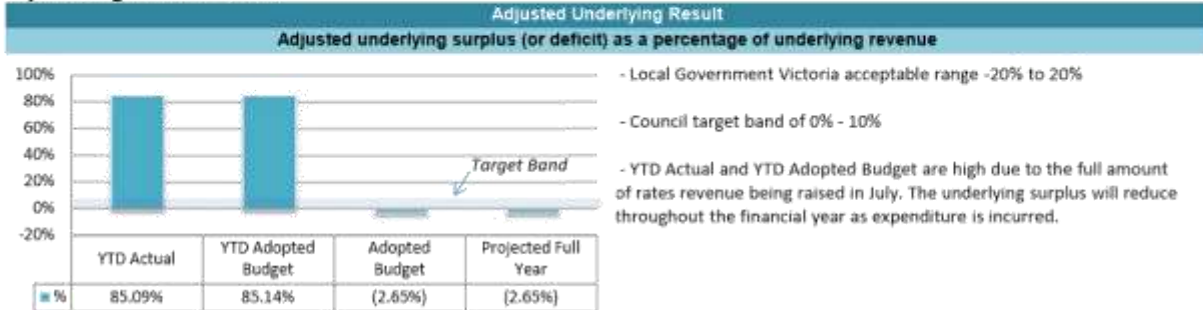 Adjusted Underlying Result
Adjusted underlying surplus (or deficit) as a percentage of underlying revenue
100%
80%
60%
40%
20%
0%
-20%
Target Band
YTD Actual
YTD Adopted
Budget
Adopted
Budget
Projected Full
Year
% 85.09% 85.14% (2.65%) (2.65%)
- Local Government Victoria acceptable range -20% to 20%
- Council target band of 0% - 10%
- YTD Actual and YTD Adopted Budget are high due to the full amount
of rates revenue being raised in July. The underlying surplus will reduce
throughout the financial year as expenditure is incurred.